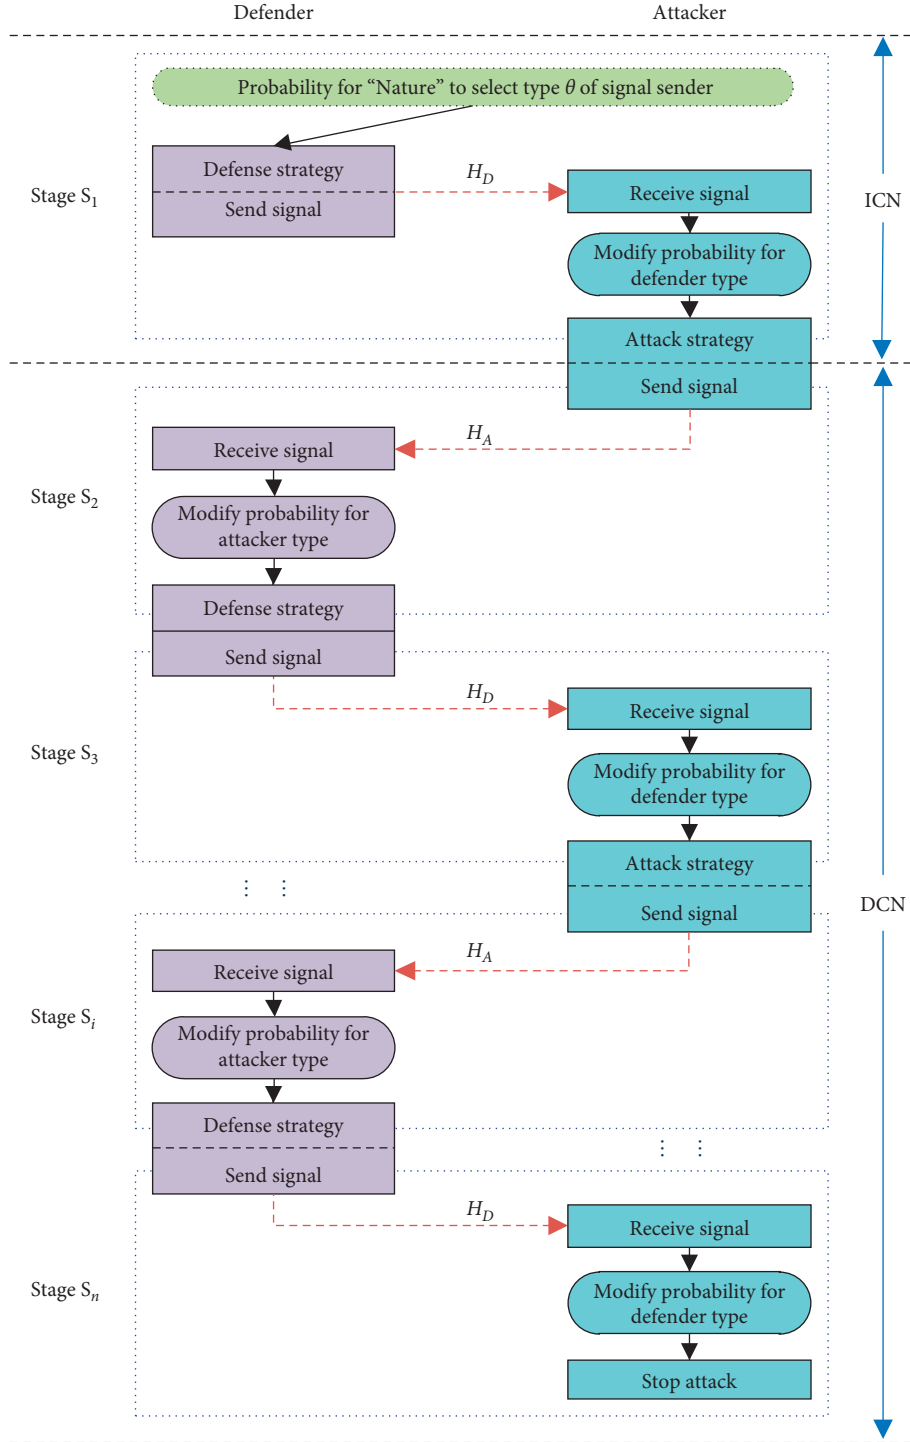 Defender
Attacker
Probability for “Nature” to select type θ of signal sender
Defense strategy
Send signal
H_D
Stage S_1
Receive signal
Modify probability for
defender type
Attack strategy
ICN
Send signal
H_A
Receive signal
Stage S_2
Modify probability for
attacker type
Defense strategy
Send signal
H_D
Receive signal
Stage S_3
Modify probability for
defender type
Attack strategy
Send signal
DCN
H_A
Receive signal
Stage S_i
Modify probability for
attacker type
Defense strategy
Send signal
H_D
Receive signal
Stage S_n
Modify probability for
defender type
Stop attack